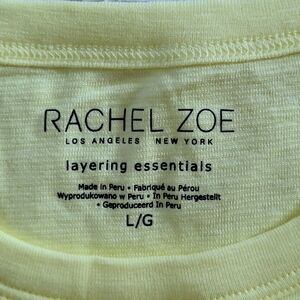 RACHEL ZOE
LOS ANGELES NEW YORK
layering essentials
Made in Peru • Fabriqué au Pérou
Wyprodukowano w Peru • In Peru Hergestellt
• Geproduceerd In Peru
L/G